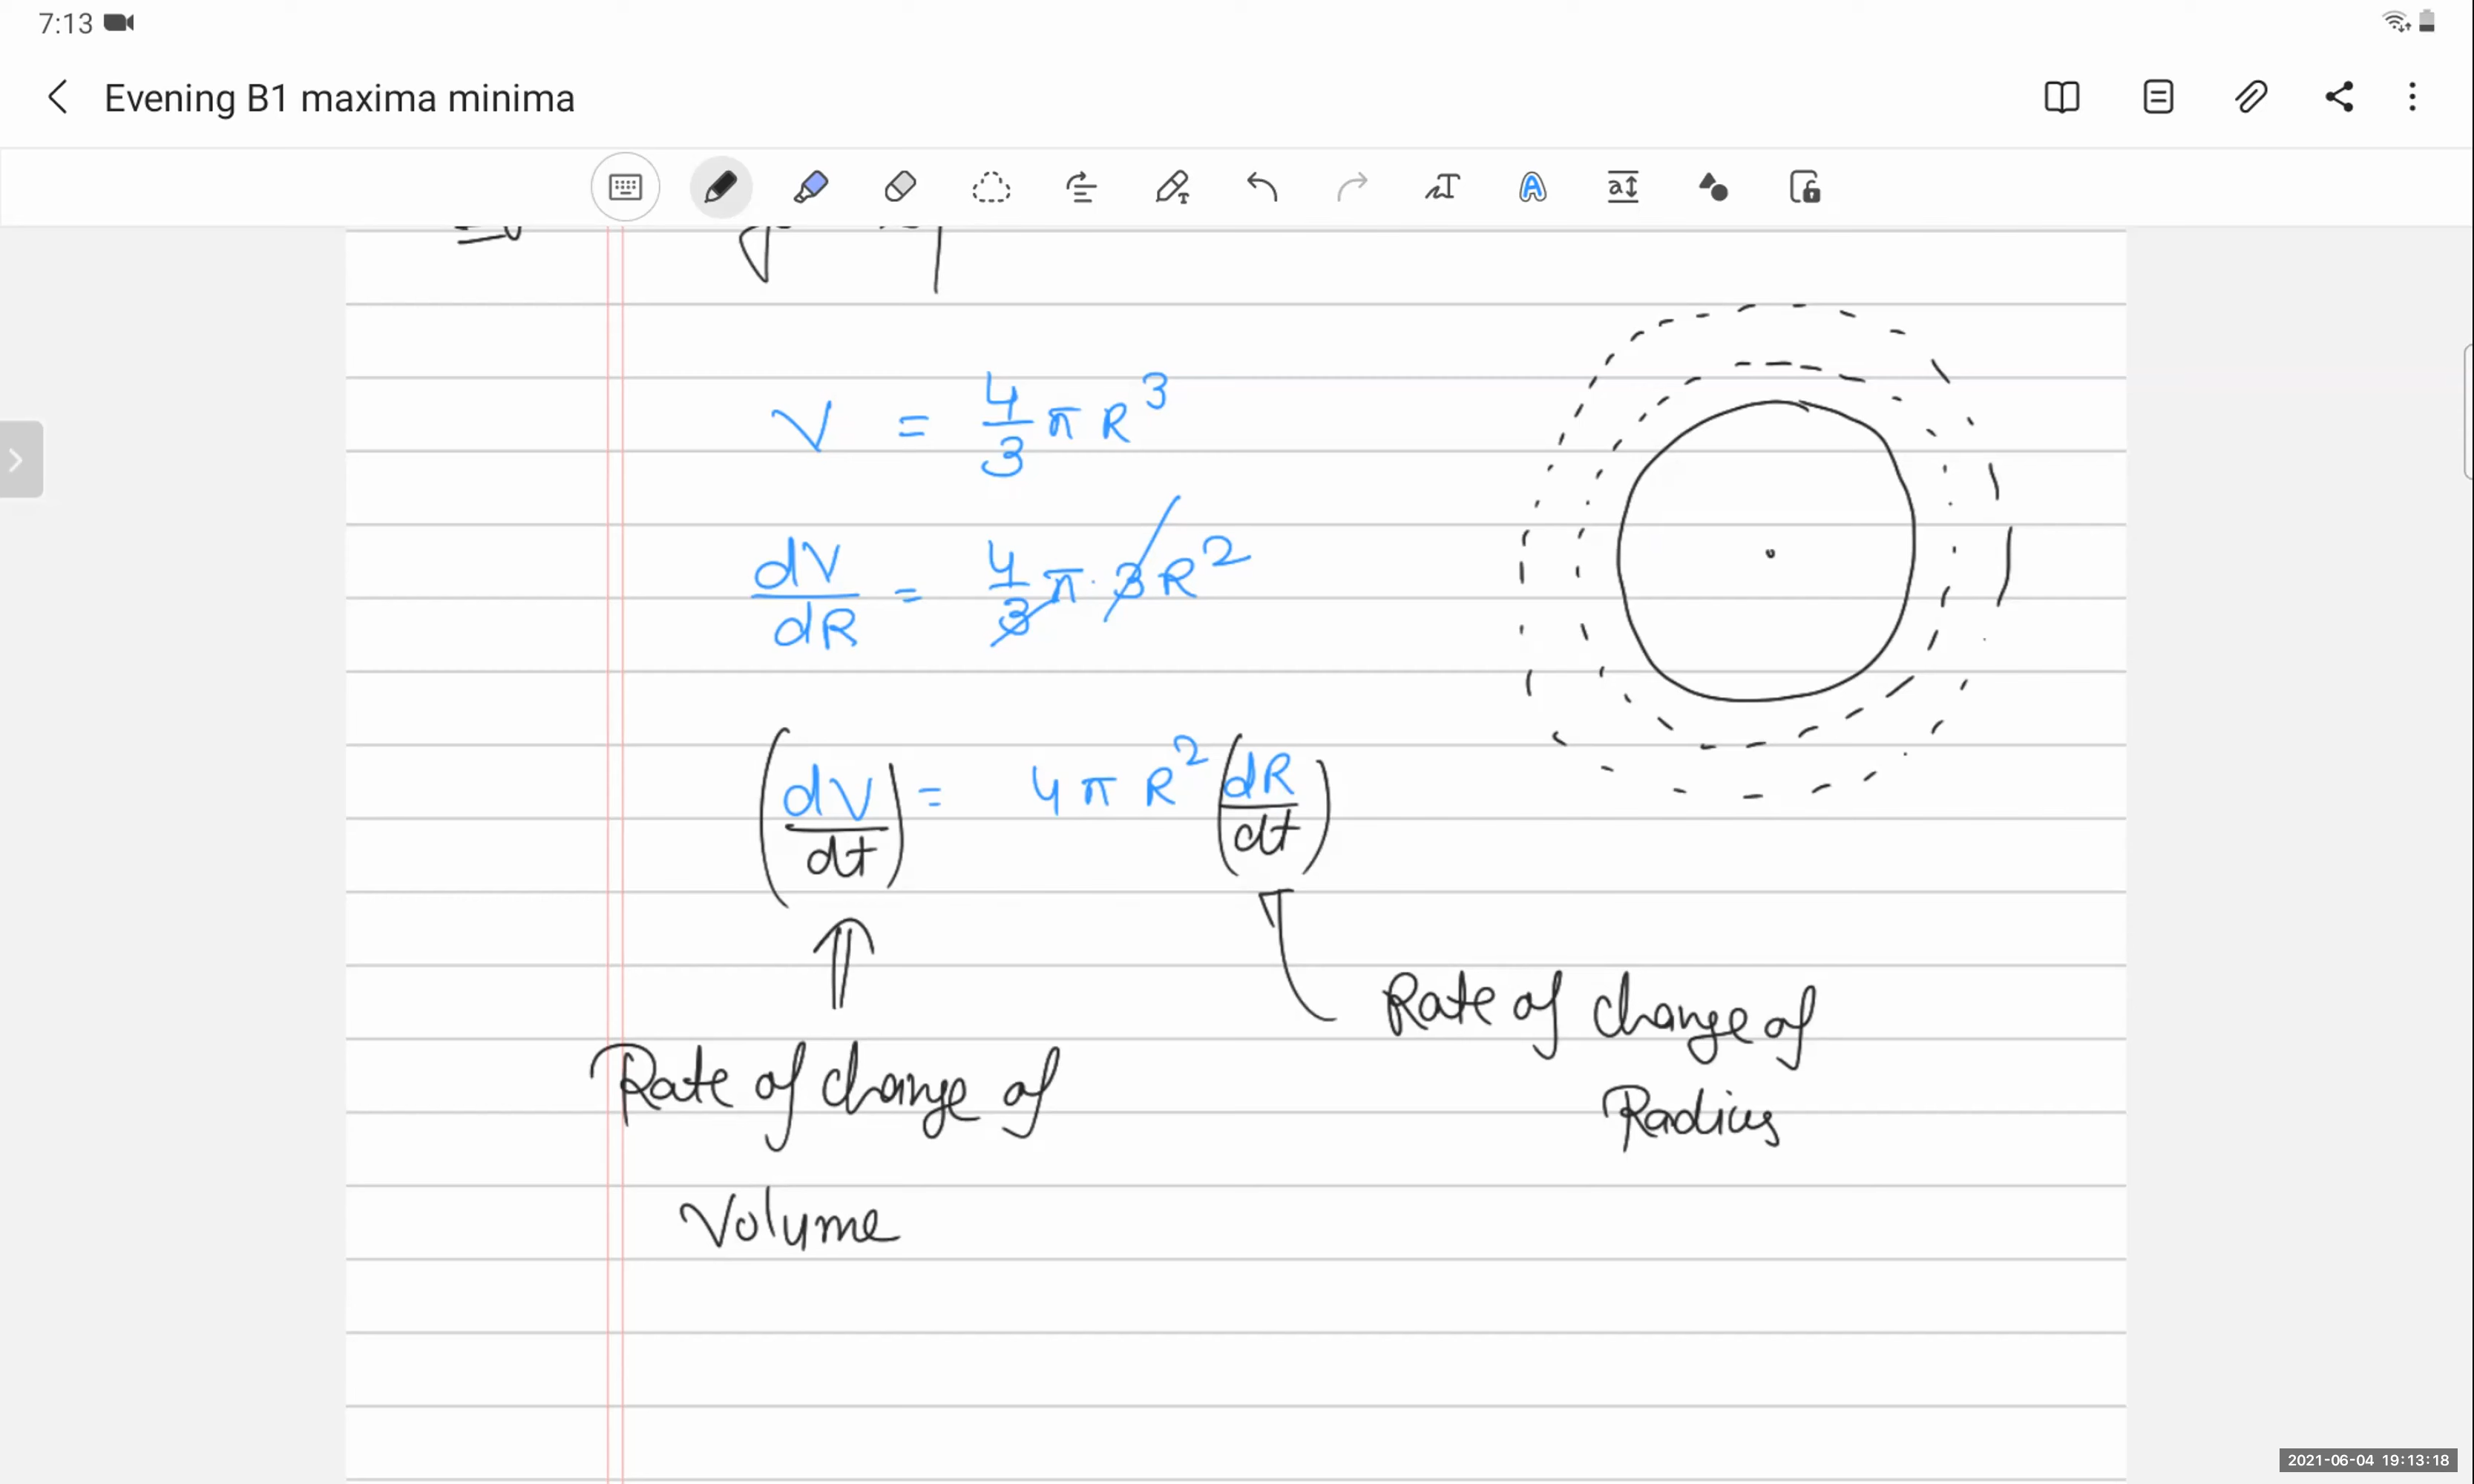 7:13
Evening B1 maxima minima
V = 4/3 π R³
dV/dR = 4/3 π · 3R²
(dV/dt) = 4 π R² (dR/dt)
Rate of change of
Radius
Rate of change of
Volume
2021-06-04 19:13:18